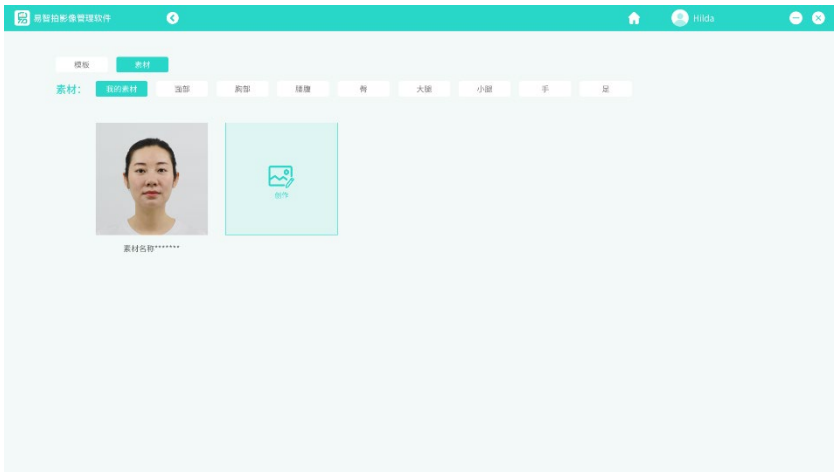 易智拍影像管理软件
Hilda
模板
素材
素材：
我的素材
面部
胸部
腰腹
臀
大腿
小腿
手
足
创作
素材名称*******